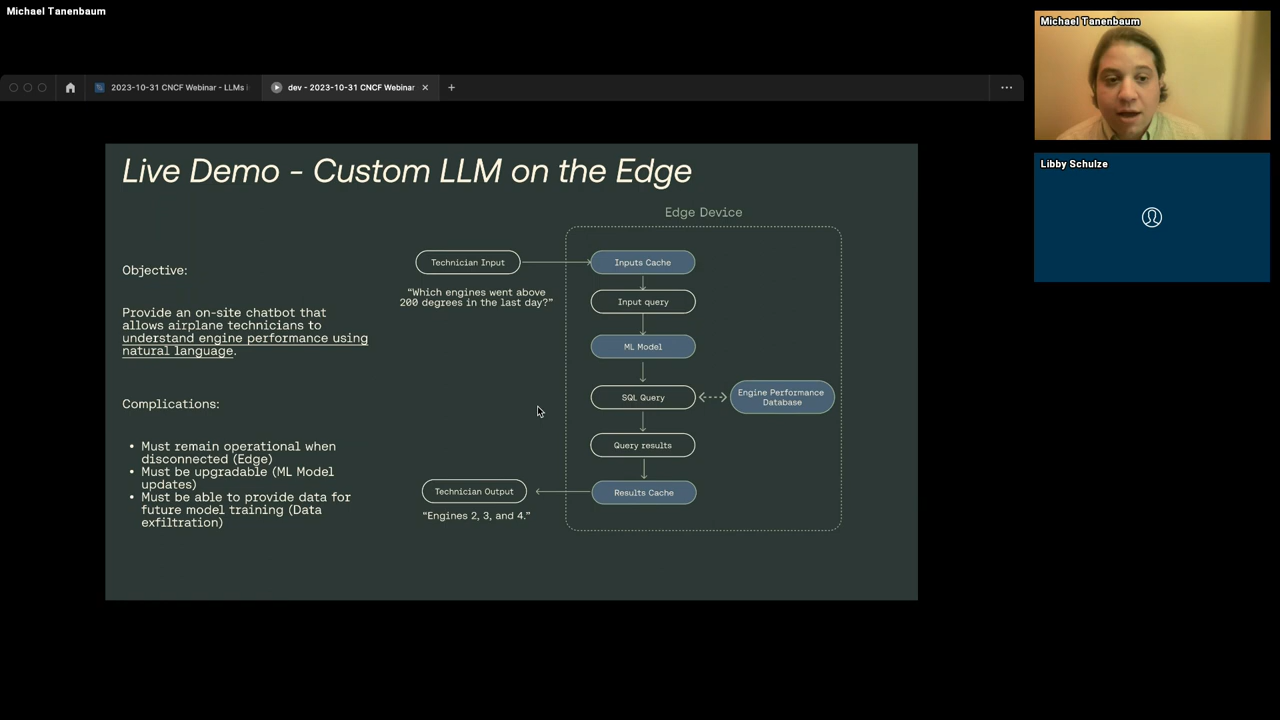 Michael Tanenbaum
2023-10-31 CNCF Webinar - LLMs i
dev - 2023-10-31 CNCF Webinar
Michael Tanenbaum
Libby Schulze
Live Demo - Custom LLM on the Edge
Objective:
Provide an on-site chatbot that
allows airplane technicians to
understand engine performance using
natural language.
Complications:
• Must remain operational when
disconnected (Edge)
• Must be upgradable (ML Model
updates)
• Must be able to provide data for
future model training (Data
exfiltration)
Edge Device
Technician Input
"Which engines went above
200 degrees in the last day?"
Inputs Cache
Input query
ML Model
SQL Query
Engine Performance
Database
Query results
Results Cache
Technician Output
"Engines 2, 3, and 4."